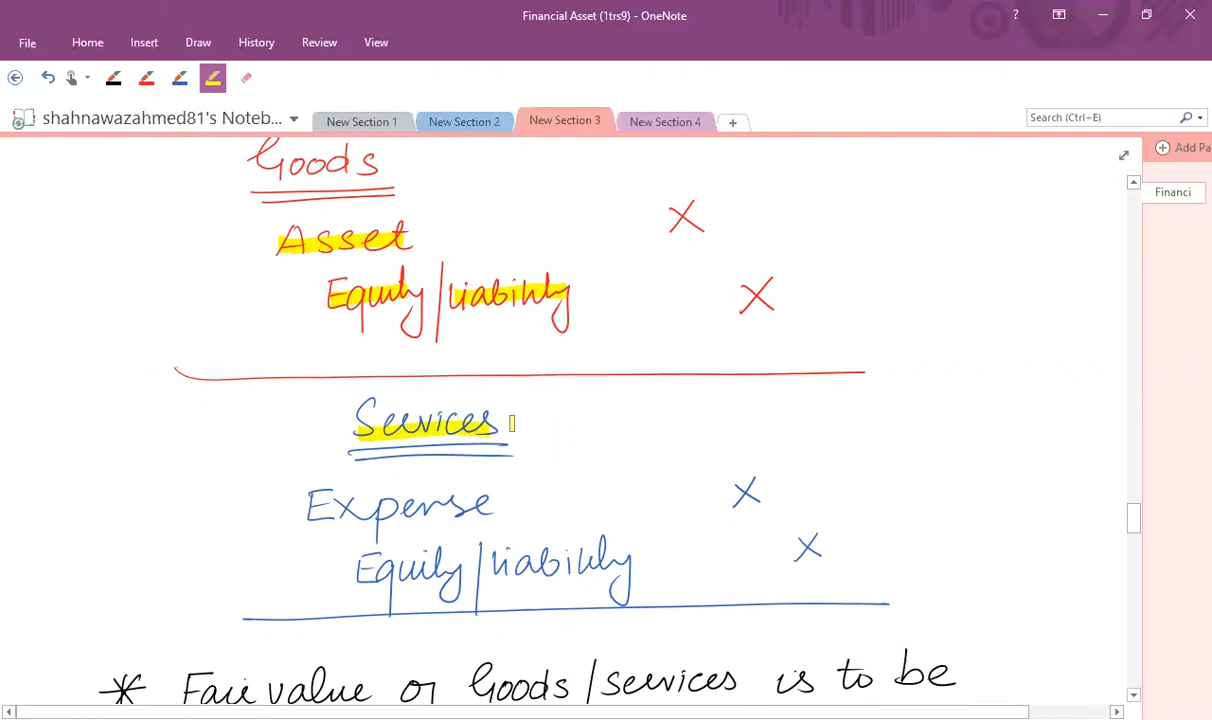 Financial Asset (1trs9) - OneNote
?
File Home Insert Draw History Review View
shahnawazahmed81's Noteb...
New Section 1
New Section 2
New Section 3
New Section 4
+
Search (Ctrl+E)
Add Pa
Financi
Goods
Asset X
Equity/liability X
Services
Expense X
Equity/liability X
* Fair value of Goods/services is to be